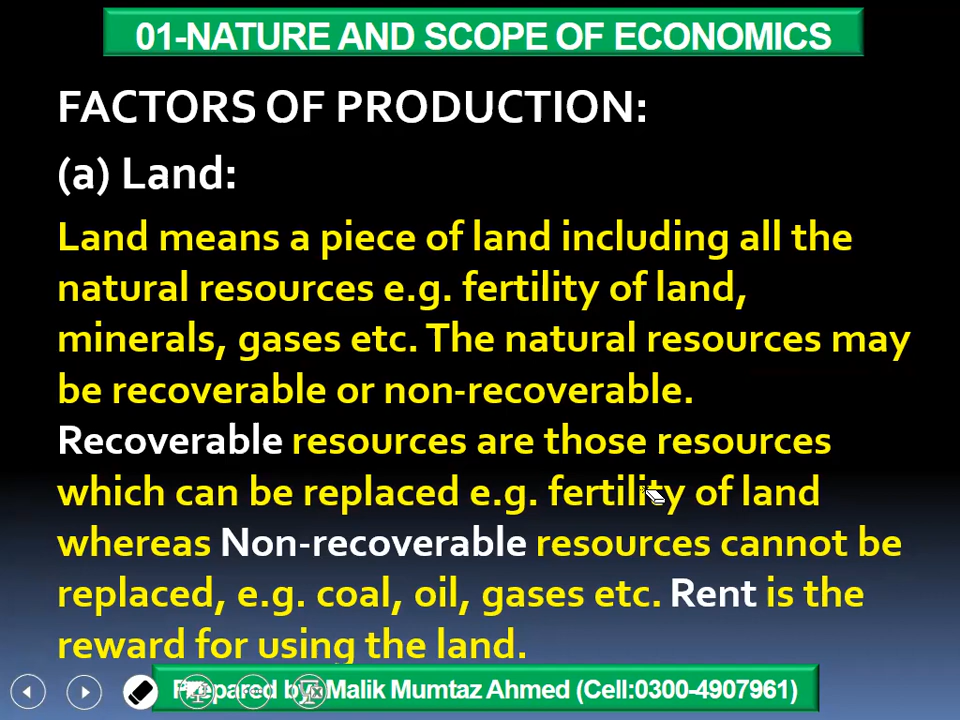 01-NATURE AND SCOPE OF ECONOMICS
FACTORS OF PRODUCTION:
(a) Land:
Land means a piece of land including all the
natural resources e.g. fertility of land,
minerals, gases etc. The natural resources may
be recoverable or non-recoverable.
Recoverable resources are those resources
which can be replaced e.g. fertility of land
whereas Non-recoverable resources cannot be
replaced, e.g. coal, oil, gases etc. Rent is the
reward for using the land.
Prepared by: Malik Mumtaz Ahmed (Cell:0300-4907961)